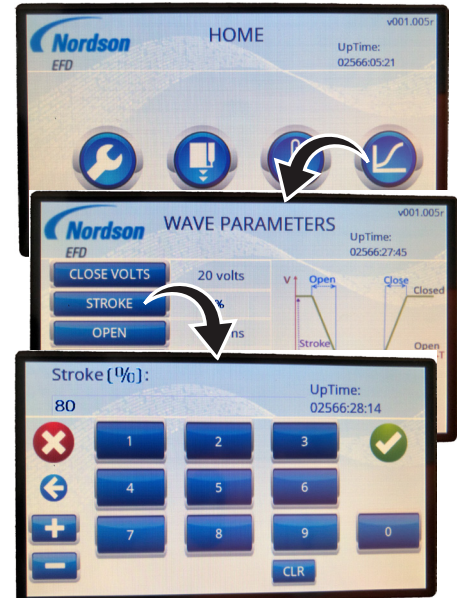 v001.005r
Nordson
EFD
HOME
UpTime:
02566:05:21
v001.005r
Nordson
EFD
WAVE PARAMETERS
UpTime:
02566:27:45
CLOSE VOLTS 20 volts
STROKE %
OPEN ns
V Open Close
Closed
Stroke
Open
T
Stroke(%):
UpTime:
80
02566:28:14
1 2 3
4 5 6
7 8 9 0
CLR